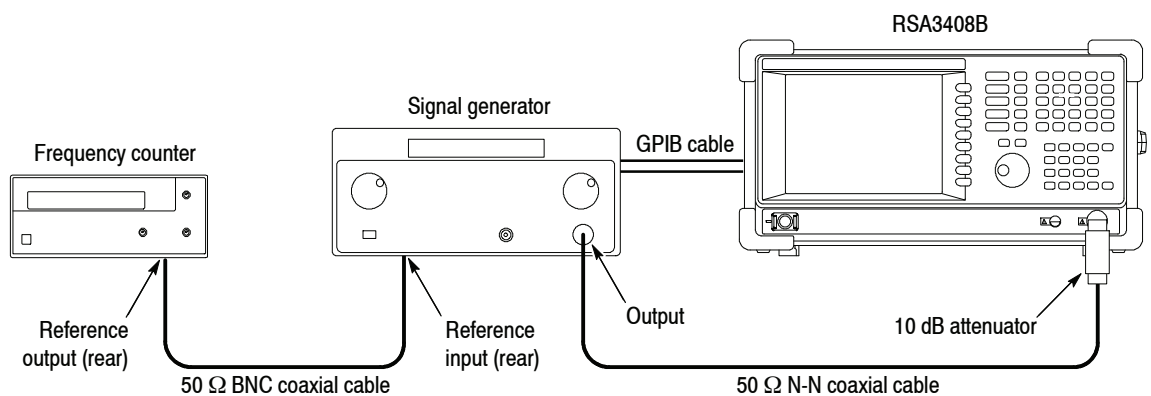 RSA3408B
Signal generator
GPIB cable
Frequency counter
Output
Reference
output (rear)
Reference
input (rear)
10 dB attenuator
50 Ω BNC coaxial cable
50 Ω N-N coaxial cable